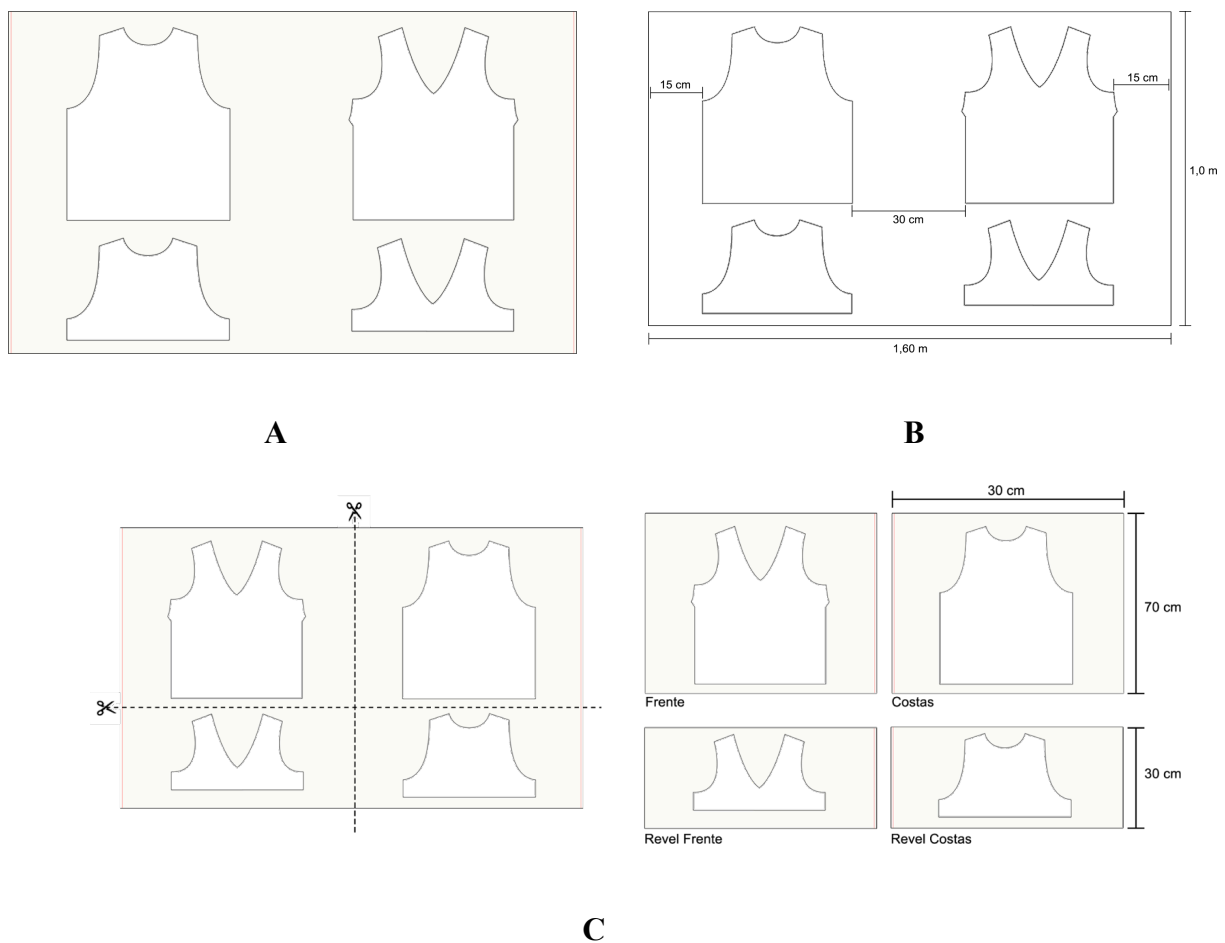 15 cm
15 cm
1,0 m
30 cm
1,60 m
A
B
30 cm
70 cm
Frente
Costas
30 cm
Revel Frente
Revel Costas
C